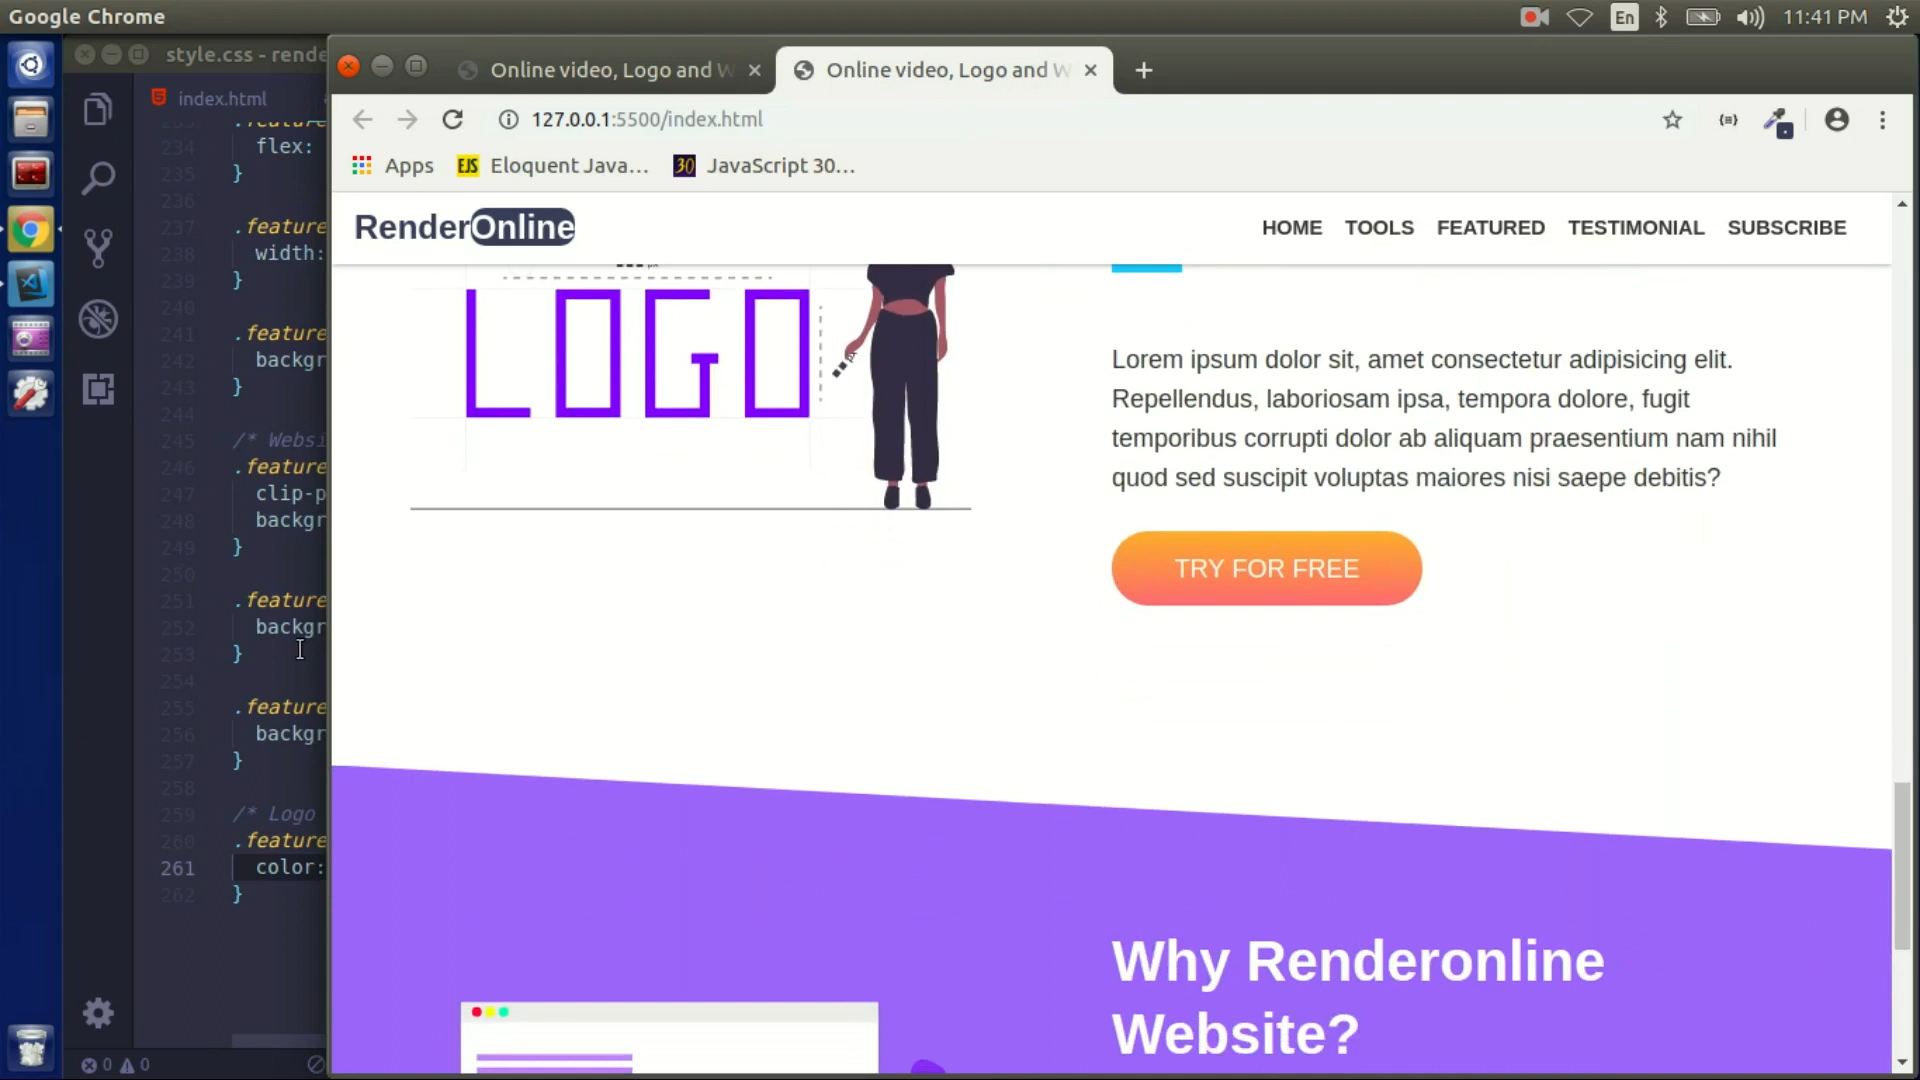 Google Chrome
En
11:41 PM
style.css - rende
Online video, Logo and W
Online video, Logo and W
index.html
127.0.0.1:5500/index.html
Apps
EJS
Eloquent Java...
30
JavaScript 30...
RenderOnline
HOME
TOOLS
FEATURED
TESTIMONIAL
SUBSCRIBE
234 flex:
235 }
236
237 .feature
238 width:
239 }
240
241 .feature
242 backgr
243 }
244
245 /* Websi
246 .feature
247 clip-p
248 backgr
249 }
250
251 .feature
252 backgr
253 }
254
255 .feature
256 backgr
257 }
258
259 /* Logo
260 .feature
261 color:
262 }
0 0
LOGO
Lorem ipsum dolor sit, amet consectetur adipisicing elit.
Repellendus, laboriosam ipsa, tempora dolore, fugit
temporibus corrupti dolor ab aliquam praesentium nam nihil
quod sed suscipit voluptas maiores nisi saepe debitis?
TRY FOR FREE
Why Renderonline
Website?